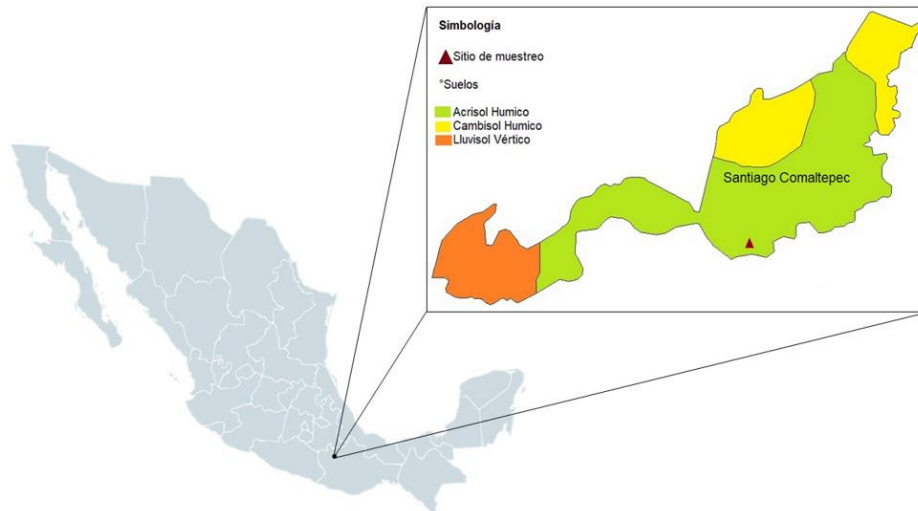 Simbología
Sitio de muestreo
°Suelos
Acrisol Humico
Cambisol Humico
Lluvisol Vértico
Santiago Comaltepec